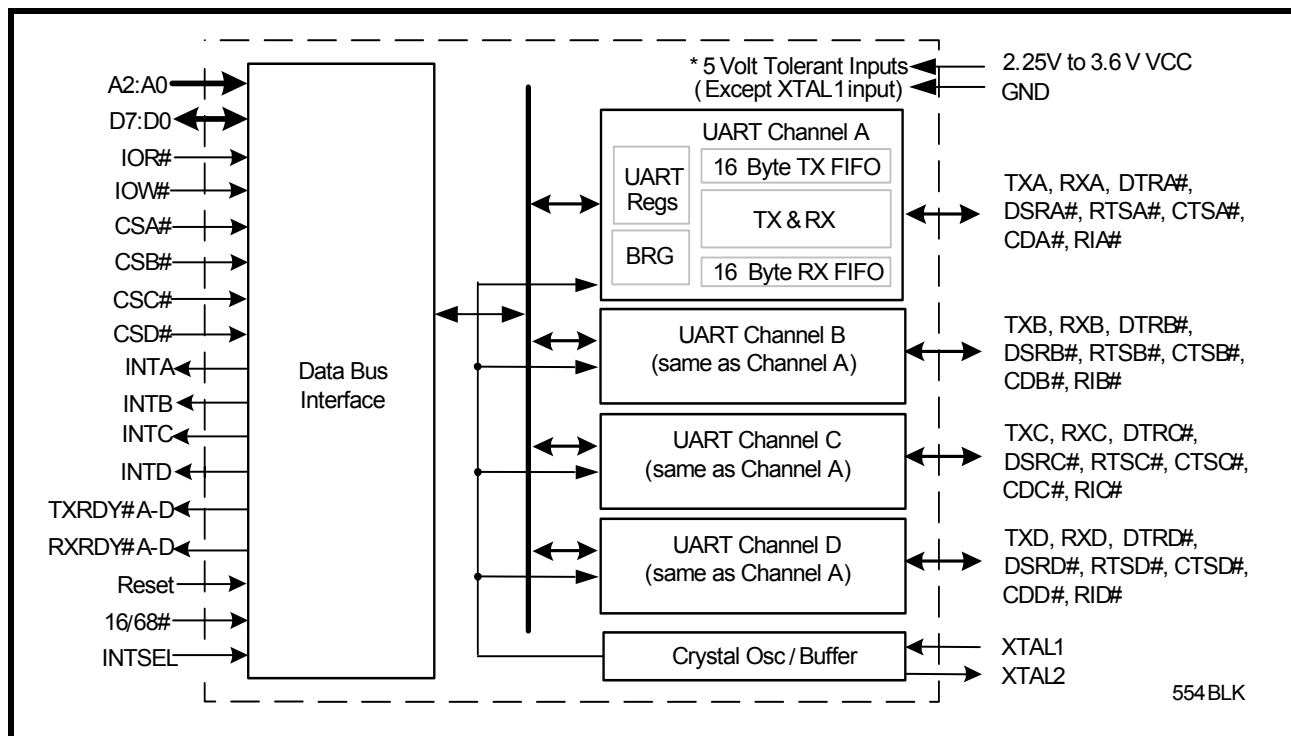 A2:A0
D7:D0
IOR#
IOW#
CSA#
CSB#
CSC#
CSD#
INTA
INTB
INTC
INTD
TXRDY# A-D
RXRDY# A-D
Reset
16/68#
INTSEL
Data Bus
Interface
* 5 Volt Tolerant Inputs
(Except XTAL1 input)
2.25V to 3.6 V VCC
GND
UART Channel A
UART
Regs
BRG
16 Byte TX FIFO
TX & RX
16 Byte RX FIFO
TXA, RXA, DTRA#,
DSRA#, RTSA#, CTSA#,
CDA#, RIA#
UART Channel B
(same as Channel A)
TXB, RXB, DTRB#,
DSRB#, RTSB#, CTSB#,
CDB#, RIB#
UART Channel C
(same as Channel A)
TXC, RXC, DTRC#,
DSRC#, RTSC#, CTSC#,
CDC#, RIC#
UART Channel D
(same as Channel A)
TXD, RXD, DTRD#,
DSRD#, RTSD#, CTSD#,
CDD#, RID#
Crystal Osc / Buffer
XTAL1
XTAL2
554 BLK